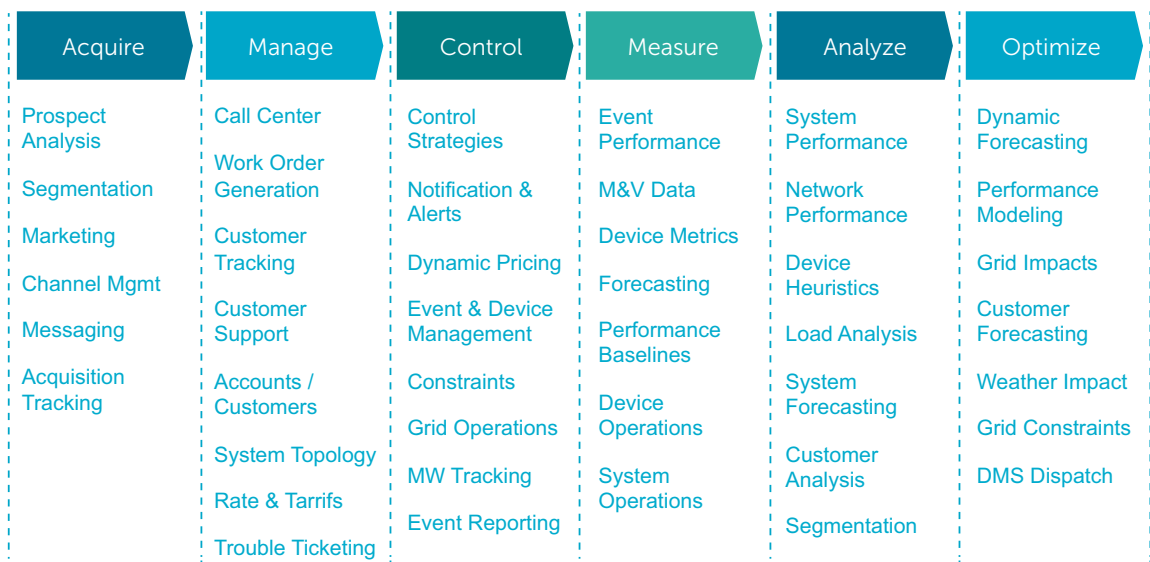 Acquire
Manage
Control
Measure
Analyze
Optimize
Prospect
Analysis
Segmentation
Marketing
Channel Mgmt
Messaging
Acquisition
Tracking
Call Center
Work Order
Generation
Customer
Tracking
Customer
Support
Accounts /
Customers
System Topology
Rate & Tarrifs
Trouble Ticketing
Control
Strategies
Notification &
Alerts
Dynamic Pricing
Event & Device
Management
Constraints
Grid Operations
MW Tracking
Event Reporting
Event
Performance
M&V Data
Device Metrics
Forecasting
Performance
Baselines
Device
Operations
System
Operations
System
Performance
Network
Performance
Device
Heuristics
Load Analysis
System
Forecasting
Customer
Analysis
Segmentation
Dynamic
Forecasting
Performance
Modeling
Grid Impacts
Customer
Forecasting
Weather Impact
Grid Constraints
DMS Dispatch